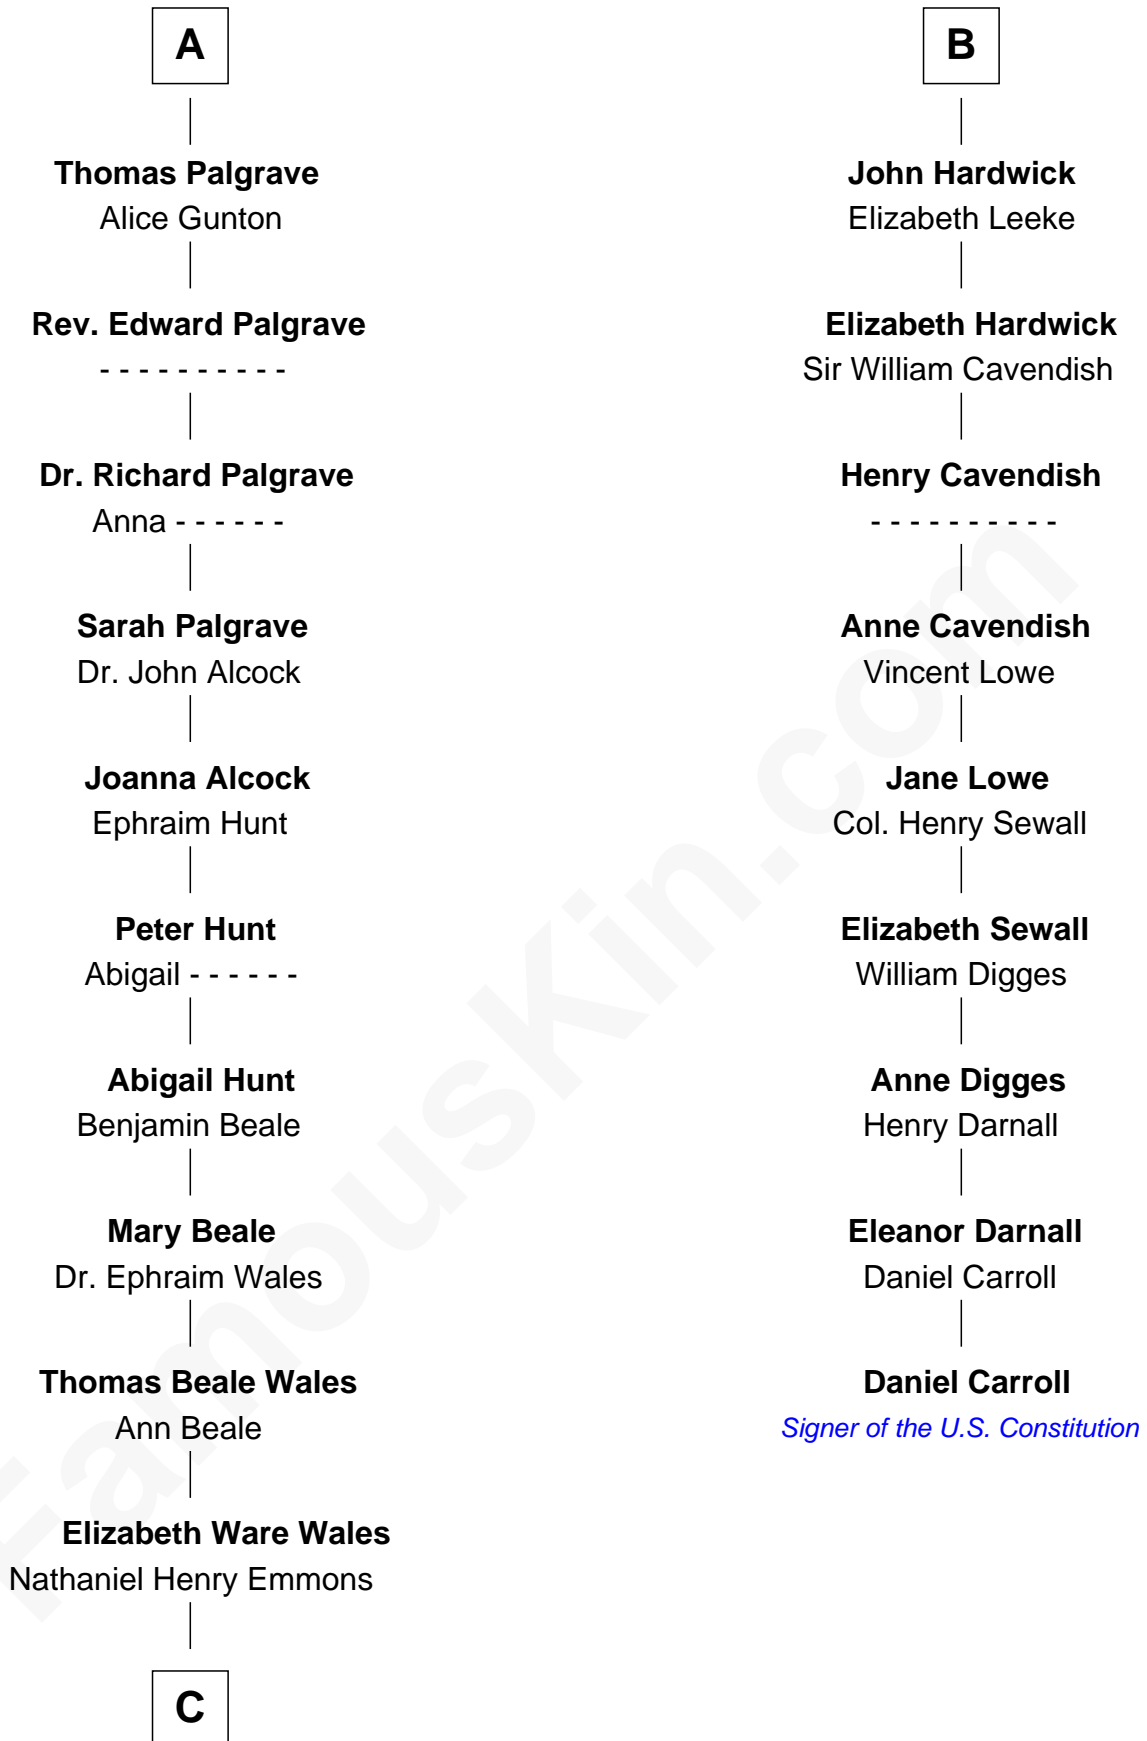 A
Thomas Palgrave
Alice Gunton
Rev. Edward Palgrave
- - - - - - - - - -
Dr. Richard Palgrave
Anna - - - - - -
Sarah Palgrave
Dr. John Alcock
Joanna Alcock
Ephraim Hunt
Peter Hunt
Abigail - - - - - -
Abigail Hunt
Benjamin Beale
Mary Beale
Dr. Ephraim Wales
Thomas Beale Wales
Ann Beale
Elizabeth Ware Wales
Nathaniel Henry Emmons
C
B
John Hardwick
Elizabeth Leeke
Elizabeth Hardwick
Sir William Cavendish
Henry Cavendish
- - - - - - - - - -
Anne Cavendish
Vincent Lowe
Jane Lowe
Col. Henry Sewall
Elizabeth Sewall
William Digges
Anne Digges
Henry Darnall
Eleanor Darnall
Daniel Carroll
Daniel Carroll
Signer of the U.S. Constitution
FamousKin.com